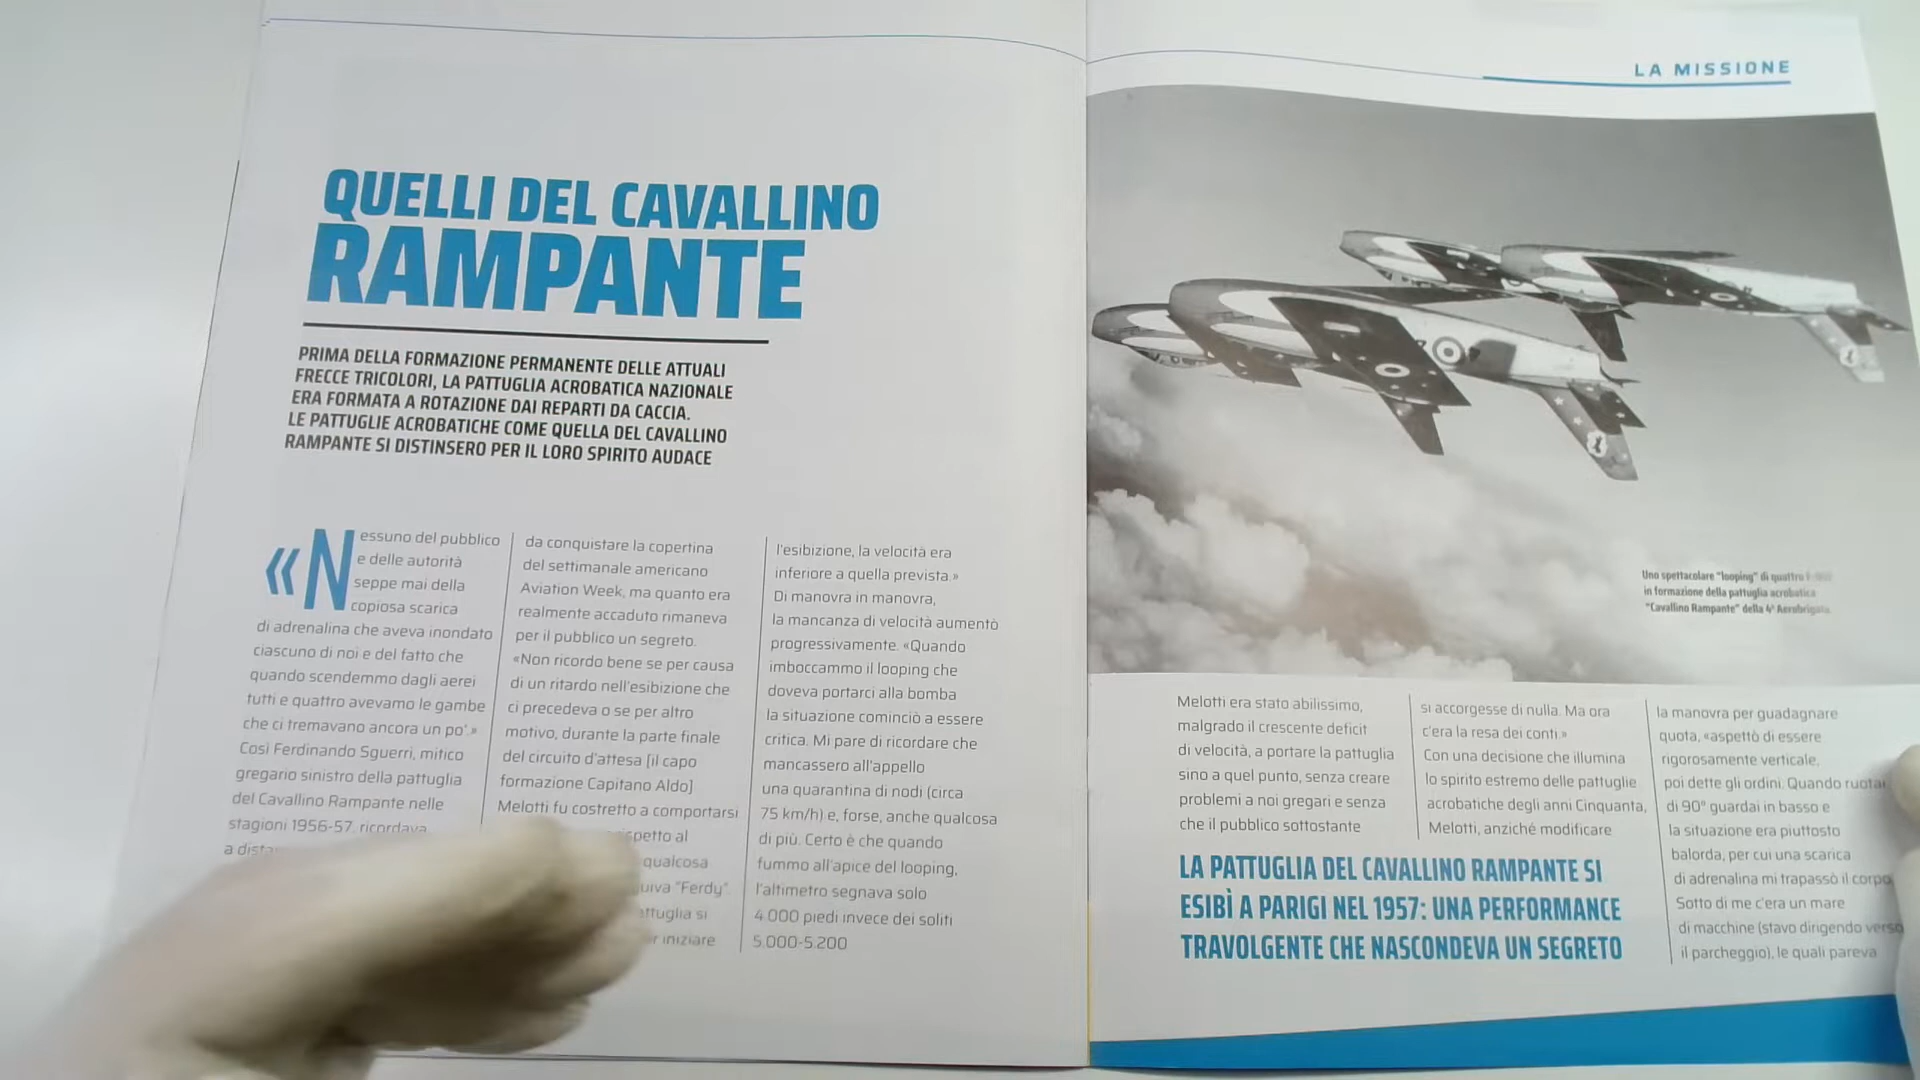 LA MISSIONE
QUELLI DEL CAVALLINO
RAMPANTE
PRIMA DELLA FORMAZIONE PERMANENTE DELLE ATTUALI
FRECCE TRICOLORI, LA PATTUGLIA ACROBATICA NAZIONALE
ERA FORMATA A ROTAZIONE DAI REPARTI DA CACCIA.
LE PATTUGLIE ACROBATICHE COME QUELLA DEL CAVALLINO
RAMPANTE SI DISTINSERO PER IL LORO SPIRITO AUDACE
«Nessuno del pubblico
e delle autorità
seppe mai della
copiosa scarica
di adrenalina che aveva inondato
ciascuno di noi e del fatto che
quando scendemmo dagli aerei
tutti e quattro avevamo le gambe
che ci tremavano ancora un po'.»
Così Ferdinando Sguerri, mitico
gregario sinistro della pattuglia
del Cavallino Rampante nelle
stagioni 1956-57, ricordava
a
da conquistare la copertina
del settimanale americano
Aviation Week, ma quanto era
realmente accaduto rimaneva
per il pubblico un segreto.
«Non ricordo bene se per causa
di un ritardo nell'esibizione che
ci precedeva o se per altro
motivo, durante la parte finale
del circuito d'attesa [il capo
formazione Capitano Aldo]
Melotti fu costretto a comportarsi
al
qualcosa
"Ferdy".
si
iniziare
l'esibizione, la velocità era
inferiore a quella prevista.»
Di manovra in manovra,
la mancanza di velocità aumentò
progressivamente. «Quando
imboccammo il looping che
doveva portarci alla bomba
la situazione cominciò a essere
critica. Mi pare di ricordare che
mancassero all'appello
una quarantina di nodi (circa
75 km/h) e, forse, anche qualcosa
di più. Certo è che quando
fummo all'apice del looping,
l'altimetro segnava solo
4.000 piedi invece dei soliti
5.000-5.200
Uno spettacolare "looping" di quattro
in formazione della pattuglia acrobatica
"Cavallino Rampante" della 4ª Aerobrigata.
Melotti era stato abilissimo,
malgrado il crescente deficit
di velocità, a portare la pattuglia
sino a quel punto, senza creare
problemi a noi gregari e senza
che il pubblico sottostante
si accorgesse di nulla. Ma ora
c'era la resa dei conti.»
Con una decisione che illumina
lo spirito estremo delle pattuglie
acrobatiche degli anni Cinquanta,
Melotti, anziché modificare
LA PATTUGLIA DEL CAVALLINO RAMPANTE SI
ESIBÌ A PARIGI NEL 1957: UNA PERFORMANCE
TRAVOLGENTE CHE NASCONDEVA UN SEGRETO
la manovra per guadagnare
quota, «aspettò di essere
rigorosamente verticale,
poi dette gli ordini. Quando ruotai
di 90° guardai in basso e
la situazione era piuttosto
balorda, per cui una scarica
di adrenalina mi trapassò il corpo.
Sotto di me c'era un mare
di macchine (stavo dirigendo verso
il parcheggio), le quali pareva